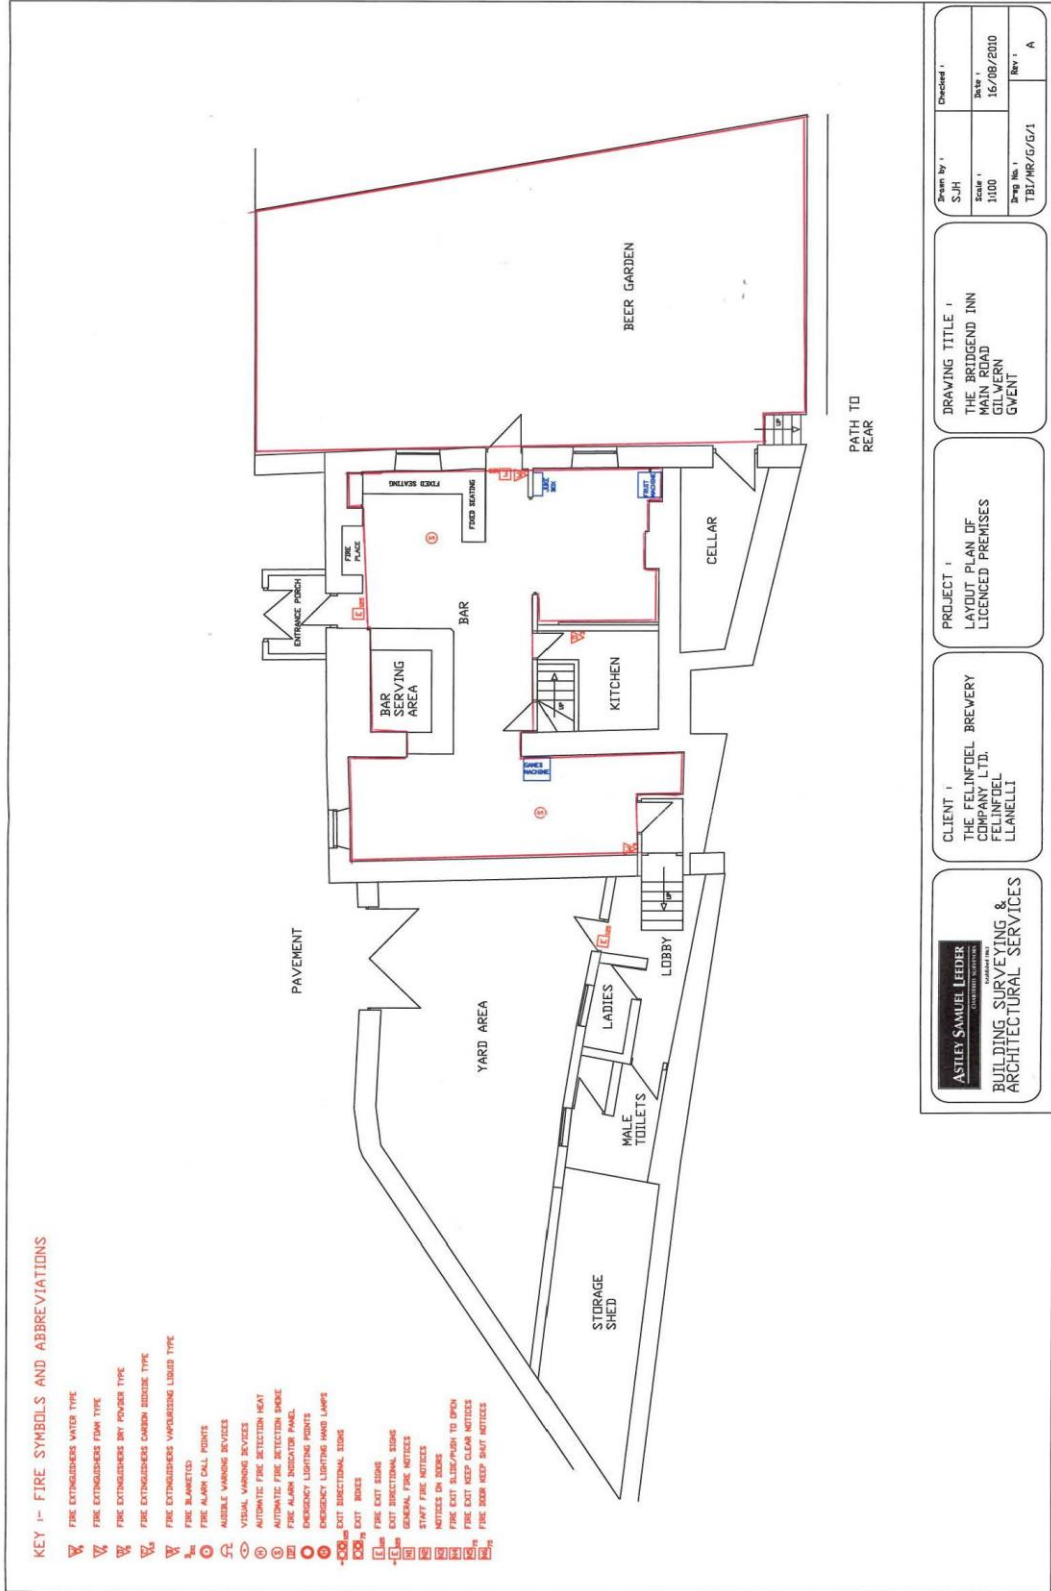 KEY :- FIRE SYMBOLS AND ABBREVIATIONS
FIRE EXTINGUISHERS WATER TYPE
FIRE EXTINGUISHERS FOAM TYPE
FIRE EXTINGUISHERS DRY POWDER TYPE
FIRE EXTINGUISHERS CARBON DIOXIDE TYPE
FIRE EXTINGUISHERS VAPOURISING LIQUID TYPE
FIRE BLANKET(S)
FIRE ALARM CALL POINTS
AUDIBLE WARNING DEVICES
VISUAL WARNING DEVICES
H AUTOMATIC FIRE DETECTION HEAT
S AUTOMATIC FIRE DETECTION SMOKE
FIRE ALARM INDICATOR PANEL
EMERGENCY LIGHTING POINTS
EMERGENCY LIGHTING HAND LAMPS
EXIT DIRECTIONAL SIGNS
EXIT BOXES
E FIRE EXIT SIGNS
E EXIT DIRECTIONAL SIGNS
GENERAL FIRE NOTICES
STAFF FIRE NOTICES
NOTICES ON DOORS
FIRE EXIT SLIDE/PUSH TO OPEN
FIRE EXIT KEEP CLEAR NOTICES
FIRE DOOR KEEP SHUT NOTICES
PAVEMENT
YARD AREA
STORAGE
SHED
MALE
TOILETS
LADIES
LOBBY
UP
E
S
GAMES
MACHINE
ENTRANCE PORCH
E
FIRE
PLACE
BAR
SERVING
AREA
BAR
S
FIXED SEATING
FIXED SEATING
JUKE
BOX
FRUIT
MACHINE
UP
KITCHEN
CELLAR
BEER GARDEN
UP
PATH TO
REAR
ASTLEY SAMUEL LEEDER
CHARTERED SURVEYORS
BUILDING SURVEYING &
ARCHITECTURAL SERVICES
CLIENT :
THE FELINFOEL BREWERY
COMPANY LTD.
FELINFOEL
LLANELLI
PROJECT :
LAYOUT PLAN OF
LICENCED PREMISES
DRAWING TITLE :
THE BRIDGEND INN
MAIN ROAD
GILWERN
GWENT
Drawn by :
SJH
Checked :
Scale :
1:100
Date :
16/08/2010
Drwg No. :
TBI/MR/G/G/1
Rev :
A